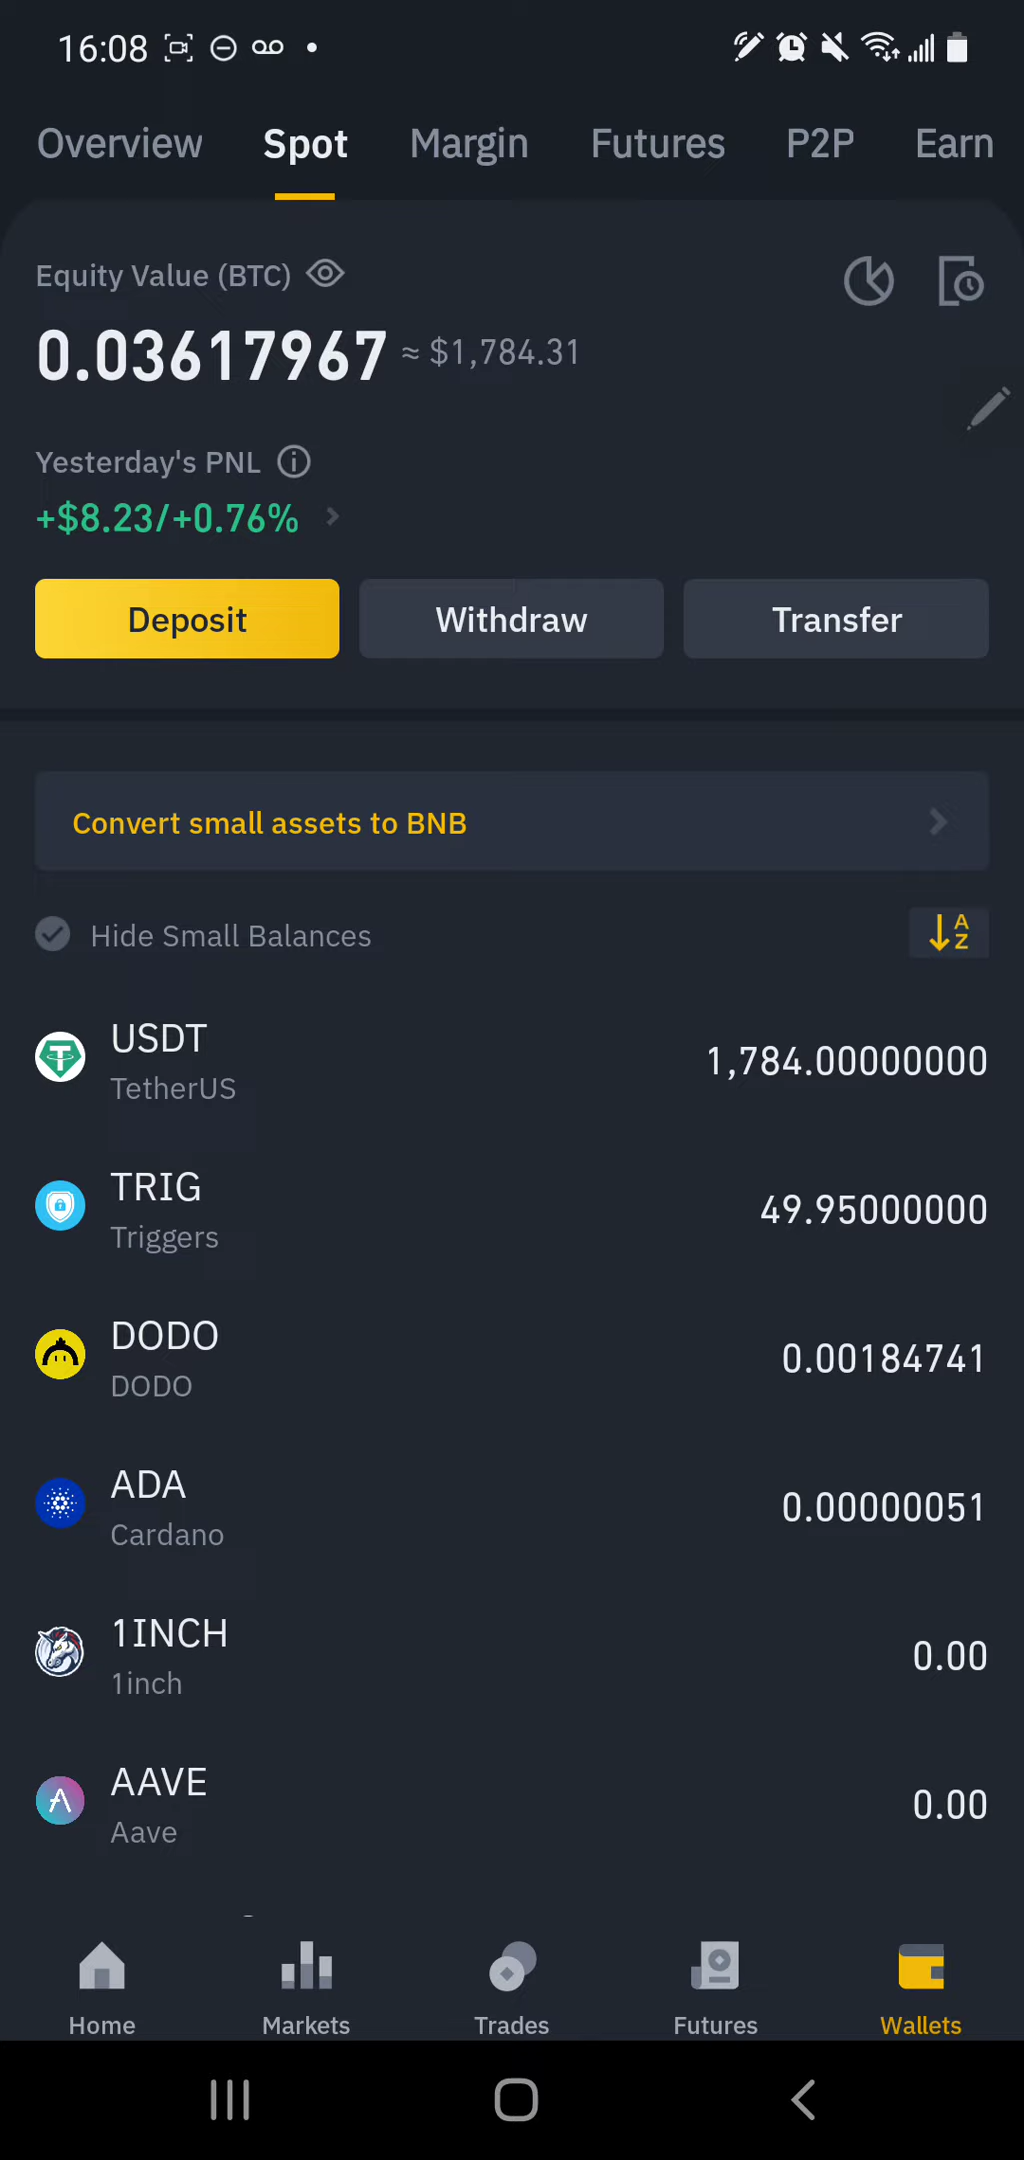 16:08
Overview Spot Margin Futures P2P Earn
Equity Value (BTC)
0.03617967 ≈ $1,784.31
Yesterday's PNL
+$8.23/+0.76%
Deposit Withdraw Transfer
Convert small assets to BNB
Hide Small Balances
A
Z
USDT
1,784.00000000
TetherUS
TRIG
49.95000000
Triggers
DODO
0.00184741
DODO
ADA
0.00000051
Cardano
1INCH
0.00
1inch
AAVE
0.00
Aave
Home Markets Trades Futures Wallets